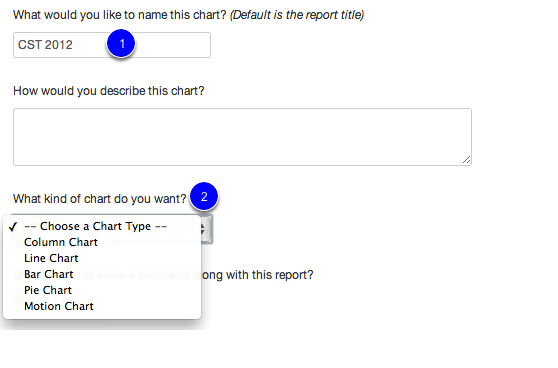 What would you like to name this chart? (Default is the report title)
CST 2012 1
How would you describe this chart?
What kind of chart do you want? 2
✓ -- Choose a Chart Type --
Column Chart
Line Chart
Bar Chart
ong with this report?
Pie Chart
Motion Chart